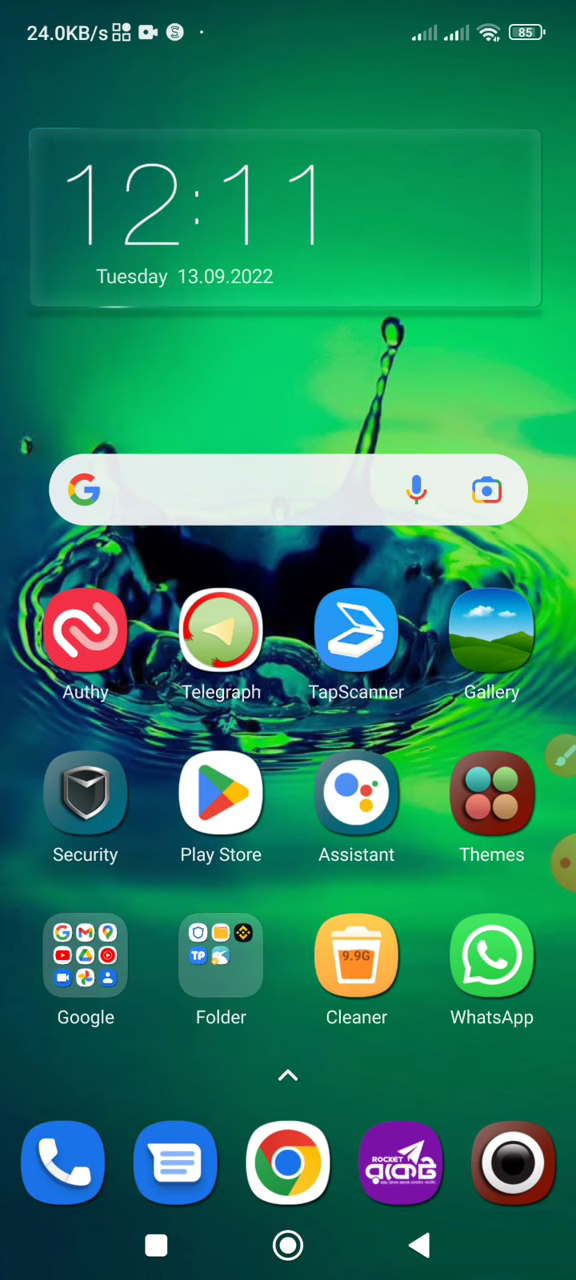 24.0KB/s
85
12:11
Tuesday 13.09.2022
Authy
Telegraph
TapScanner
Gallery
Security
Play Store
Assistant
Themes
TP
9.9G
Google
Folder
Cleaner
WhatsApp
ROCKET
রকেট